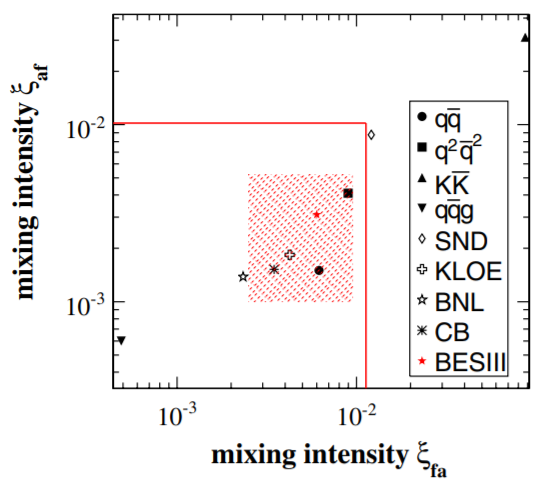 mixing intensity ξaf
10⁻²
10⁻³
qq̅
q²q̅²
KK̅
qq̅g
SND
KLOE
BNL
CB
BESIII
10⁻³ 10⁻²
mixing intensity ξfa